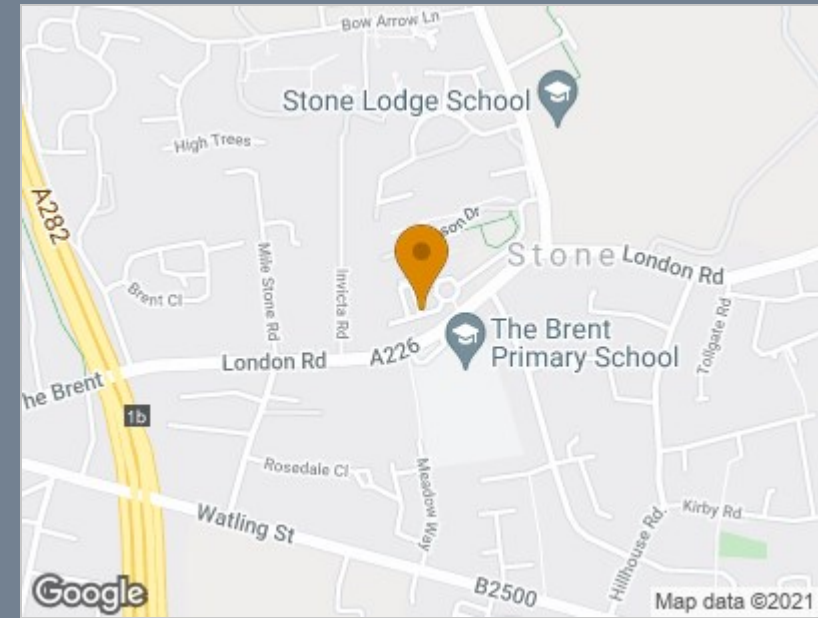 Bow Arrow Ln
Stone Lodge School
High Trees
A282
son Dr
Mile Stone Rd
Stone
London Rd
Brent Cl
Invicta Rd
Tollgate Rd
The Brent
Primary School
London Rd
A226
he Brent
1b
Rosedale Cl
Meadow Way
Watling St
Kirby Rd
Hillhouse Rd.
B2500
Google
Map data ©2021